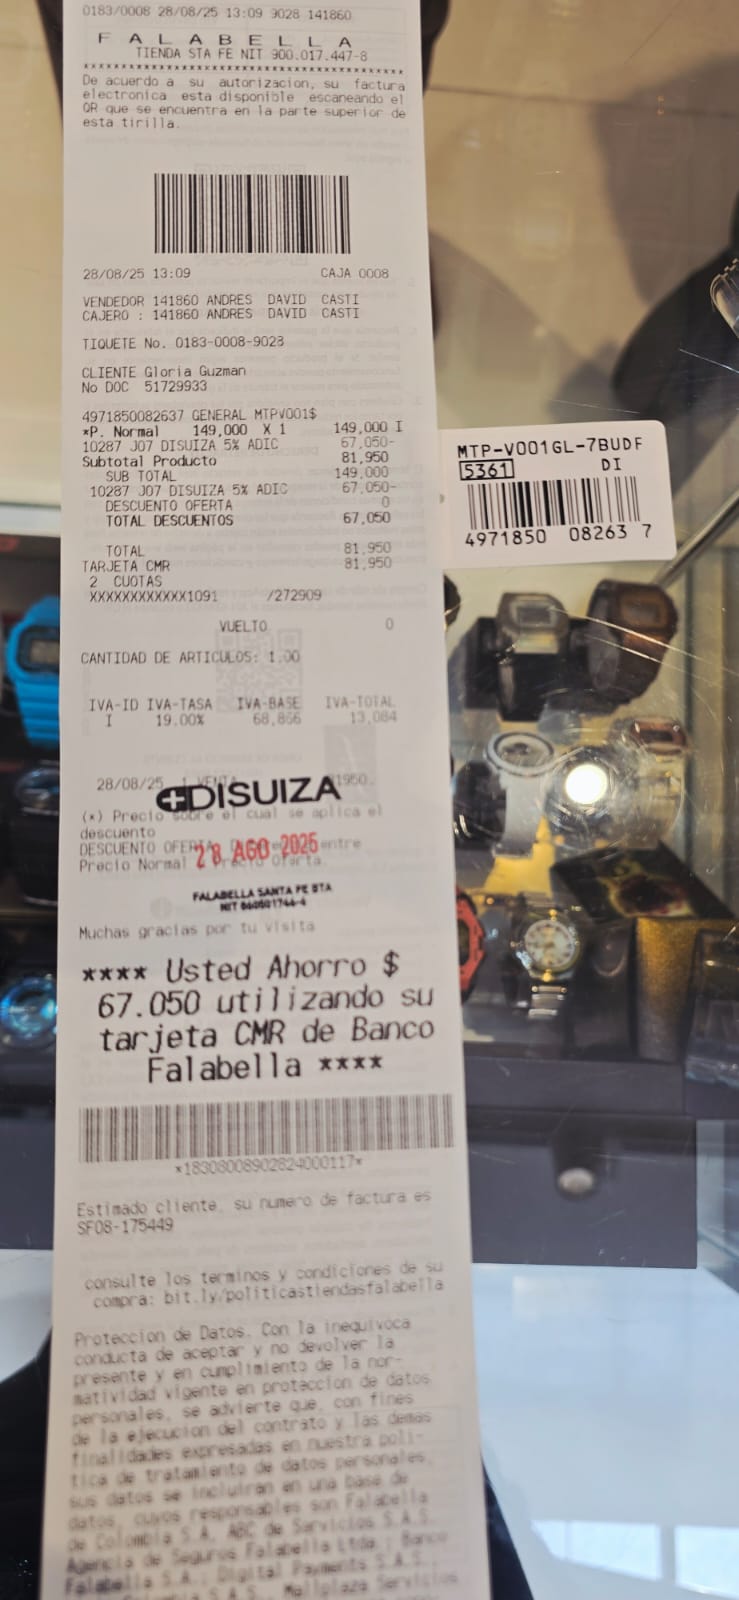 0183/0008 28/08/25 13:09 9028 141860
F A L A B E L L A
TIENDA STA FE NIT 900.017.447-8
De acuerdo a su autorizacion, su factura
electronica esta disponible escaneando el
QR que se encuentra en la parte superior de
esta tirilla.
28/08/25 13:09 CAJA 0008
VENDEDOR 141860 ANDRES DAVID CASTI
CAJERO : 141860 ANDRES DAVID CASTI
TIQUETE No. 0183-0008-9028
CLIENTE Gloria Guzman
No DOC 51729933
4971850082637 GENERAL MTPV001$
*P. Normal 149,000 X 1 149,000 I
10287 J07 DISUIZA 5% ADIC 67,050-
Subtotal Producto 81,950
SUB TOTAL 149,000
10287 J07 DISUIZA 5% ADIC 67,050-
DESCUENTO OFERTA 0
TOTAL DESCUENTOS 67,050
TOTAL 81,950
TARJETA CMR 81,950
2 CUOTAS
XXXXXXXXXXXX1091 /272909
VUELTO 0
CANTIDAD DE ARTICULOS: 1.00
IVA-ID IVA-TASA IVA-BASE IVA-TOTAL
I 19.00% 68,866 13,084
28/08/25 1 VENTA 81950.
DISUIZA
(*) Precio sobre el cual se aplica el
descuento
DESCUENTO OFERTA entre
Precio Normal Precio Oferta.
28 AGO 2025
FALABELLA SANTA FE BTA
Muchas gracias por tu visita
**** Usted Ahorro $
67.050 utilizando su
tarjeta CMR de Banco
Falabella ****
*18308008902824000117*
Estimado cliente, su numero de factura es
SF08-175449
consulte los terminos y condiciones de su
compra: bit.ly/politicastiendasfalabella
Proteccion de Datos. Con la inequivoca
conducta de aceptar y no devolver la
presente y en cumplimiento de la nor-
matividad vigente en proteccion de datos
personales, se advierte que, con fines
de la ejecucion del contrato y las demas
finalidades expresadas en nuestra poli-
tica de tratamiento de datos personales,
sus datos se incluiran en una base de
datos, cuyos responsables son Falabella
de Colombia S.A, ABC de Servicios S.A.S
Agencia de Seguros Falabella Ltda.; Banco
Falabella S.A.; Digital Payments S.A.S.,
Colombia S.A.S., Mallplaza Servicios
MTP-V001GL-7BUDF
5361 DI
4971850 08263 7